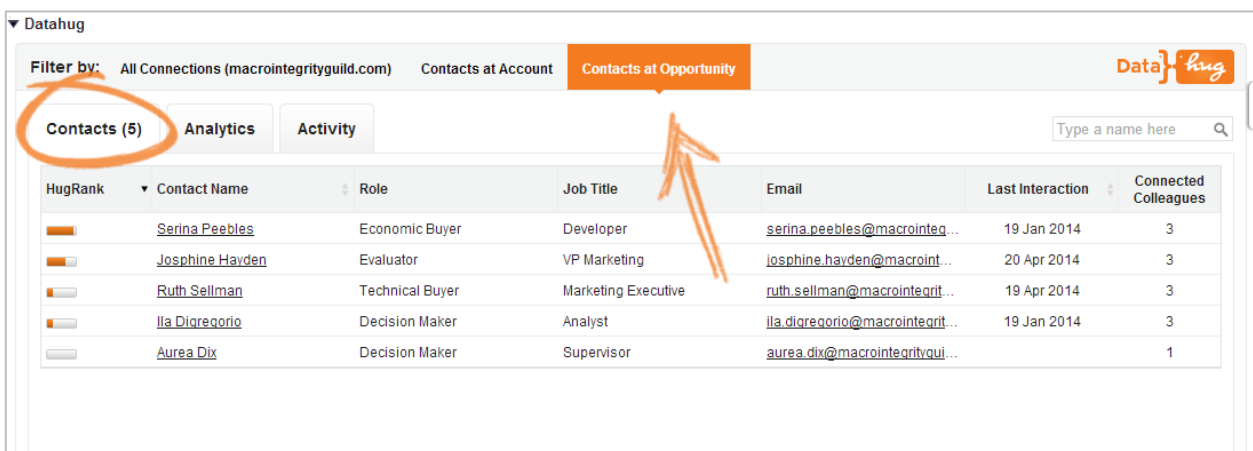 Datahug
Filter by: All Connections (macrointegrityguild.com) Contacts at Account Contacts at Opportunity Data hug
Contacts (5) Analytics Activity Type a name here
HugRank Contact Name Role Job Title Email Last Interaction Connected Colleagues
Serina Peebles Economic Buyer Developer serina.peebles@macrointeg... 19 Jan 2014 3
Josphine Hayden Evaluator VP Marketing josphine.hayden@macroint... 20 Apr 2014 3
Ruth Sellman Technical Buyer Marketing Executive ruth.sellman@macrointegrit... 19 Apr 2014 3
Ila Digregorio Decision Maker Analyst ila.digregorio@macrointegrit... 19 Jan 2014 3
Aurea Dix Decision Maker Supervisor aurea.dix@macrointegritygui... 1